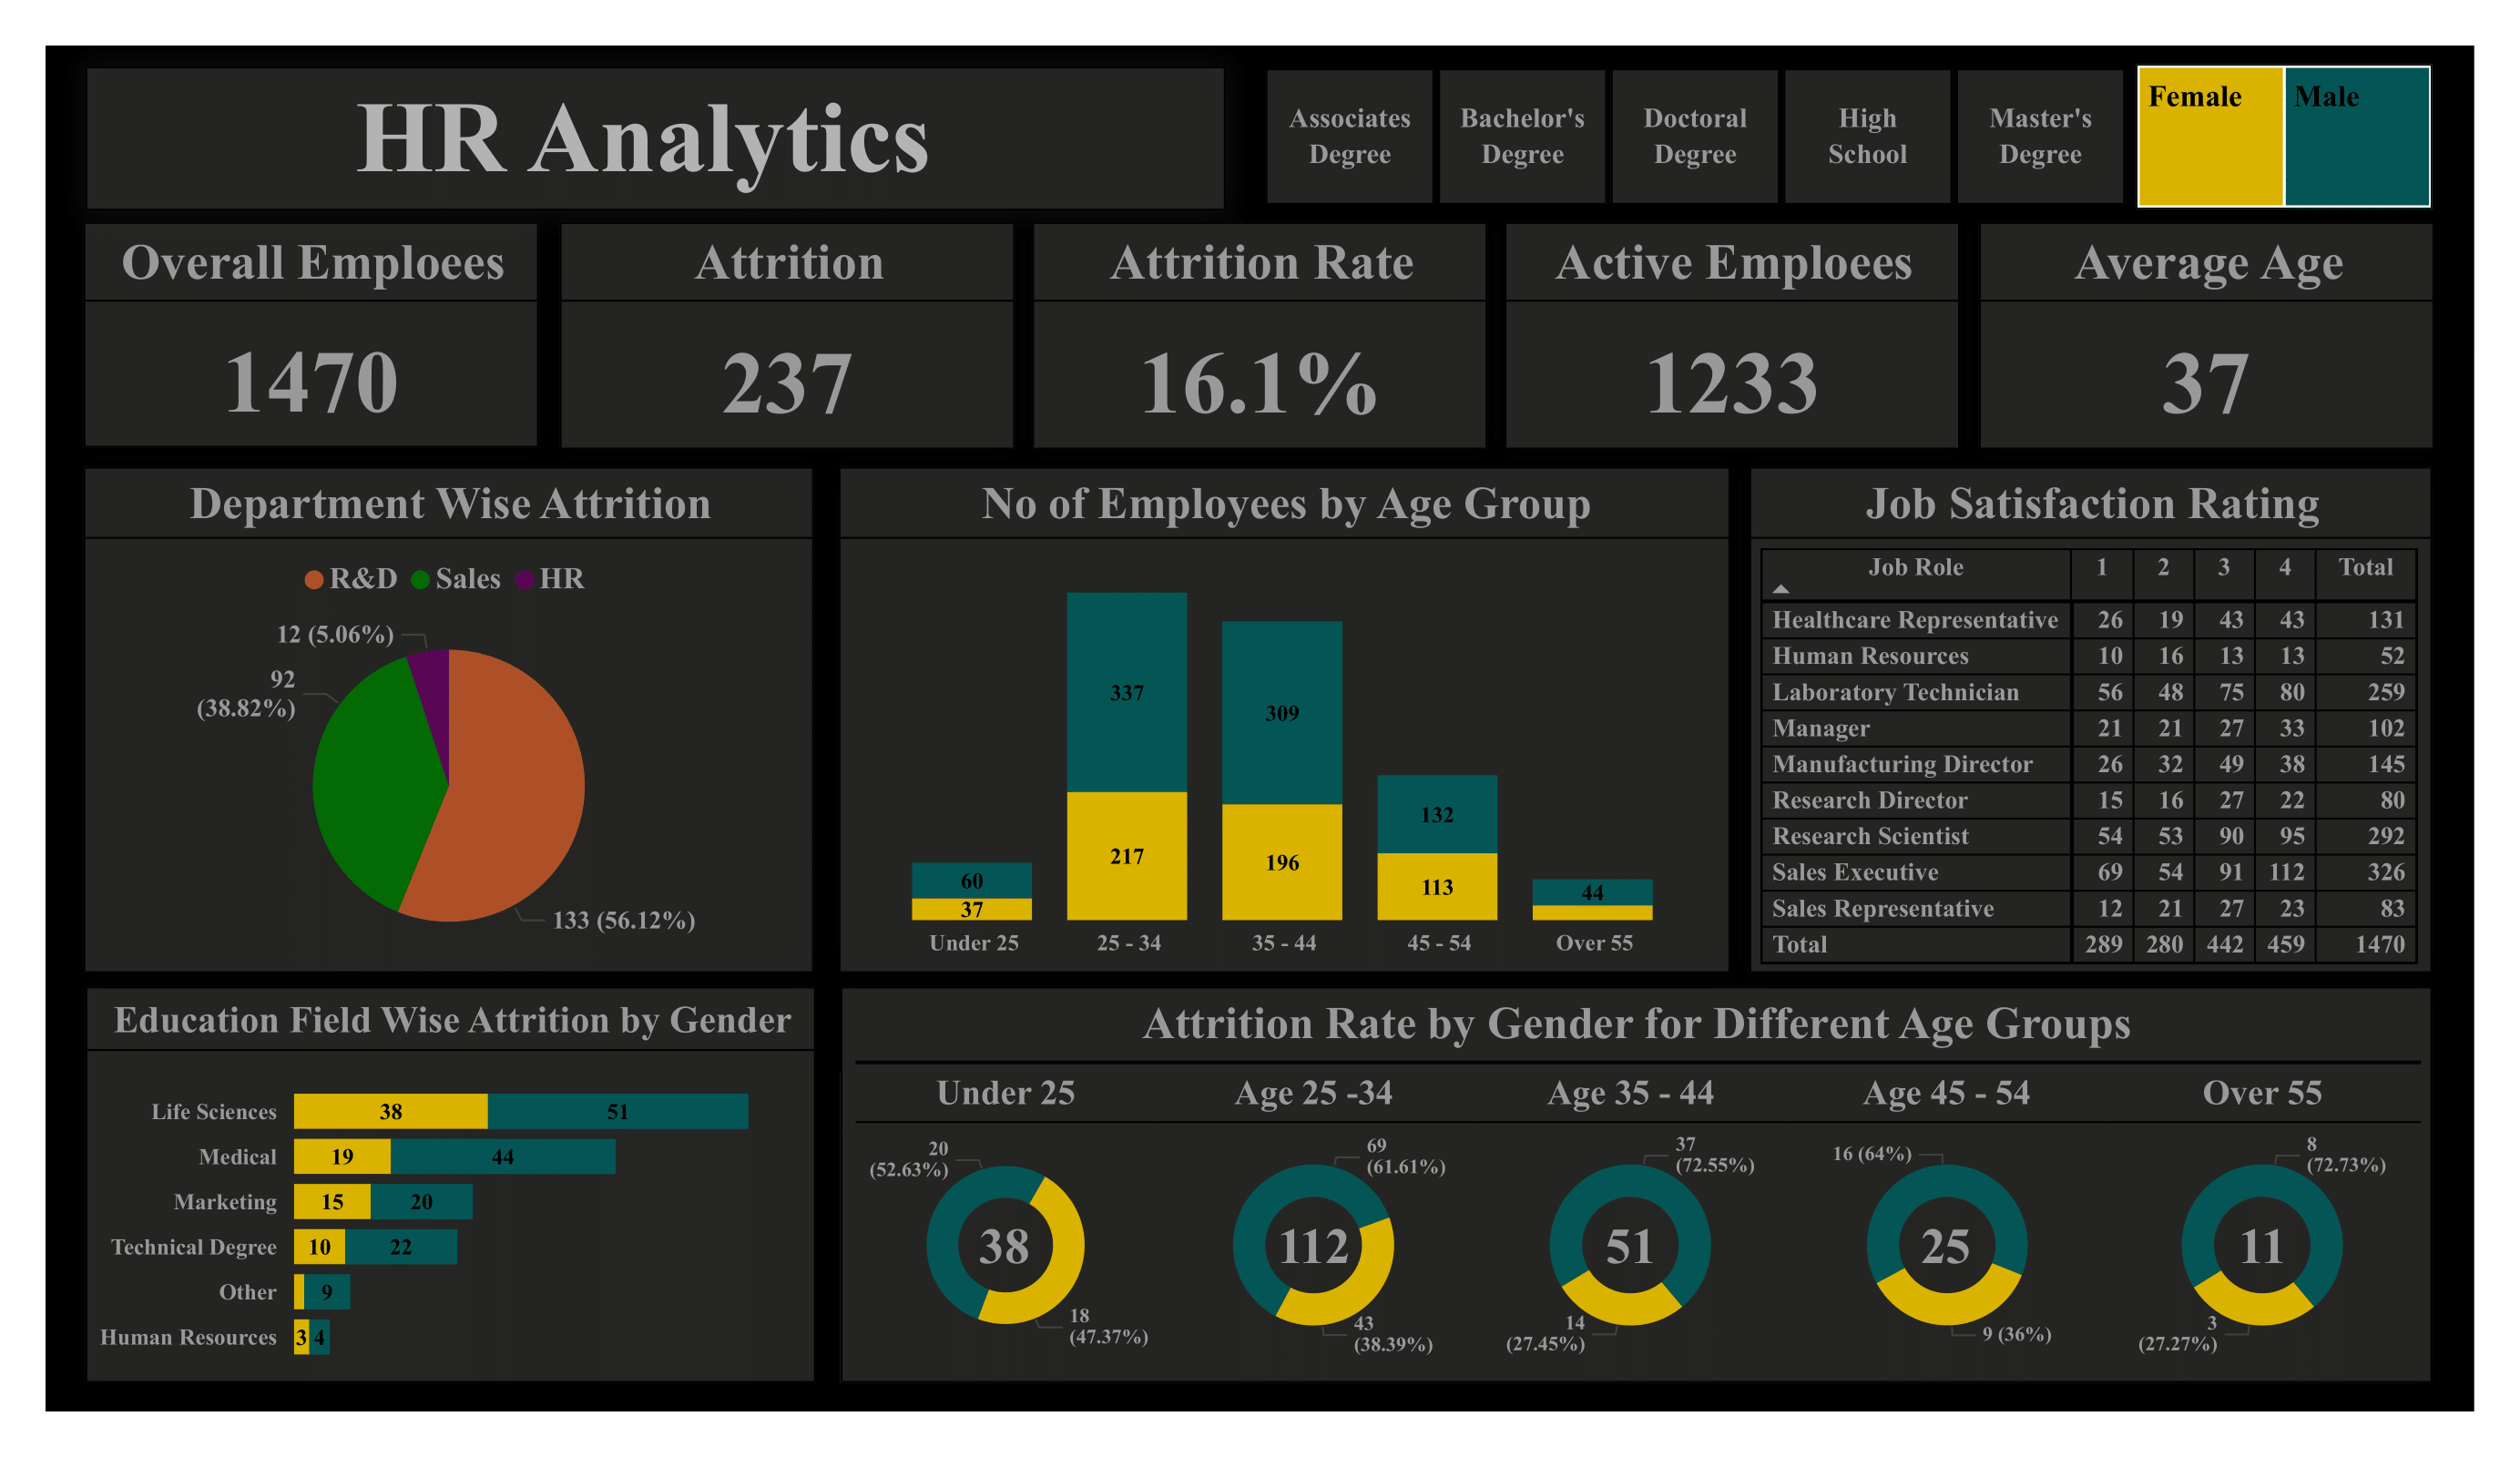 HR Analytics
Associates
Degree
Bachelor's
Degree
Doctoral
Degree
High
School
Master's
Degree
Female
Male
Overall Emploees
1470
Attrition
237
Attrition Rate
16.1%
Active Emploees
1233
Average Age
37
Department Wise Attrition
R&D Sales HR
12 (5.06%)
92
(38.82%)
133 (56.12%)
No of Employees by Age Group
337
309
132
60
44
217
196
113
37
Under 25 25 - 34 35 - 44 45 - 54 Over 55
Job Satisfaction Rating
Job Role 1 2 3 4 Total
Healthcare Representative 26 19 43 43 131
Human Resources 10 16 13 13 52
Laboratory Technician 56 48 75 80 259
Manager 21 21 27 33 102
Manufacturing Director 26 32 49 38 145
Research Director 15 16 27 22 80
Research Scientist 54 53 90 95 292
Sales Executive 69 54 91 112 326
Sales Representative 12 21 27 23 83
Total 289 280 442 459 1470
Education Field Wise Attrition by Gender
Life Sciences 38 51
Medical 19 44
Marketing 15 20
Technical Degree 10 22
Other 9
Human Resources 3 4
Attrition Rate by Gender for Different Age Groups
Under 25
20
(52.63%)
38
18
(47.37%)
Age 25 -34
69
(61.61%)
112
43
(38.39%)
Age 35 - 44
37
(72.55%)
51
14
(27.45%)
Age 45 - 54
16 (64%)
25
9 (36%)
Over 55
8
(72.73%)
11
3
(27.27%)